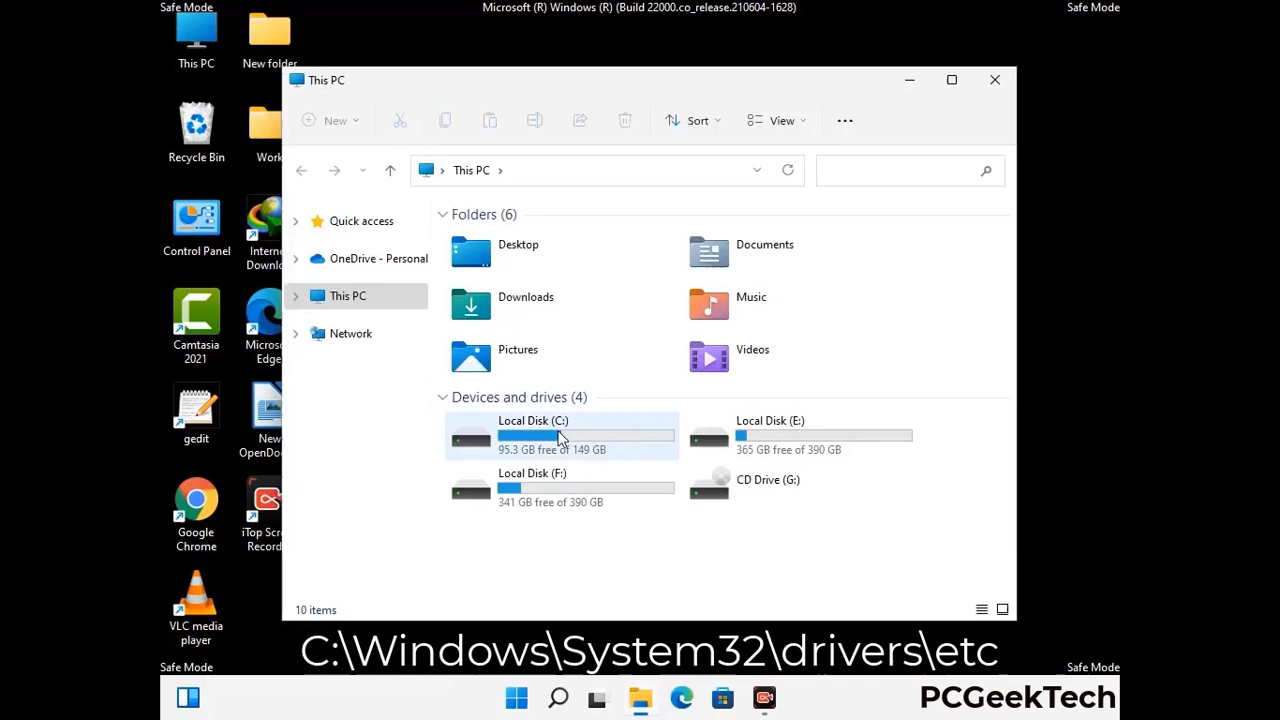 Safe Mode
Microsoft (R) Windows (R) (Build 22000.co_release.210604-1628)
Safe Mode
This PC
New folder
Recycle Bin
Work
Control Panel
Intern
Downlo
Camtasia
2021
Micros
Edge
gedit
New
OpenDo
Google
Chrome
iTop Scr
Record
VLC media
player
This PC
New
Sort
View
This PC
Quick access
OneDrive - Personal
This PC
Network
Folders (6)
Desktop
Documents
Downloads
Music
Pictures
Videos
Devices and drives (4)
Local Disk (C:)
95.3 GB free of 149 GB
Local Disk (E:)
365 GB free of 390 GB
Local Disk (F:)
341 GB free of 390 GB
CD Drive (G:)
10 items
C:\Windows\System32\drivers\etc
Safe Mode
Safe Mode
PCGeekTech